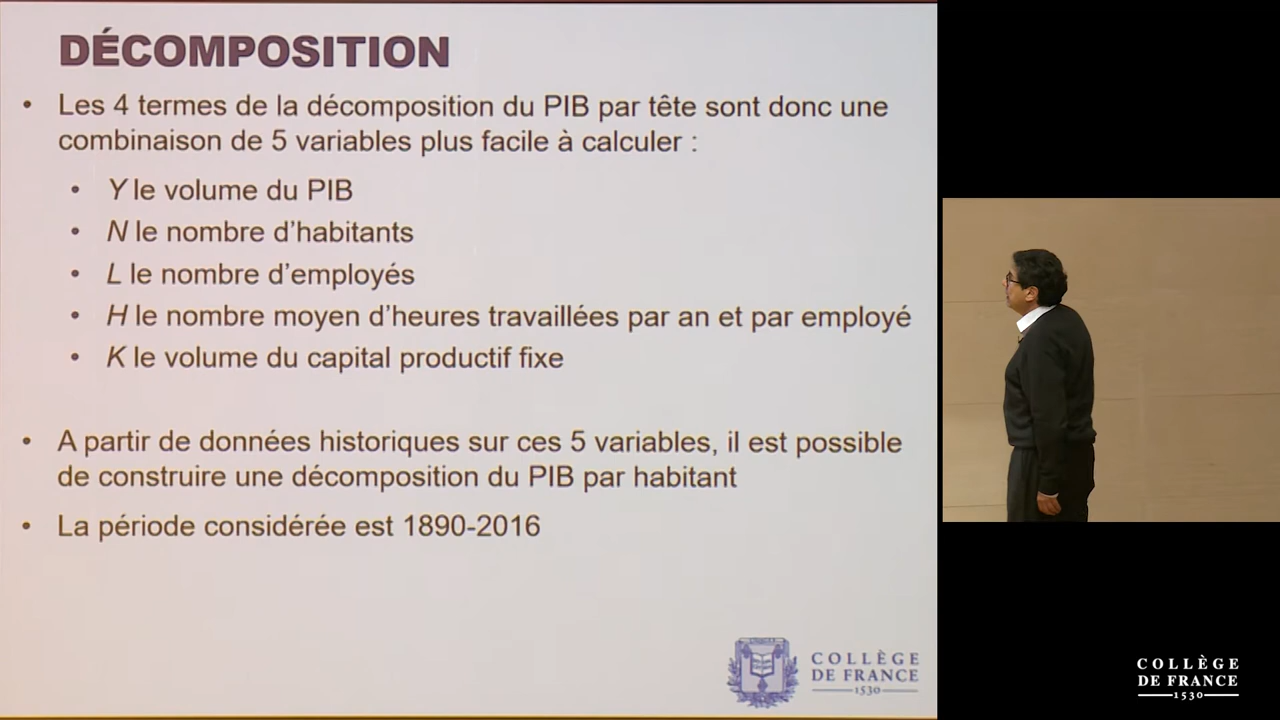 DÉCOMPOSITION
• Les 4 termes de la décomposition du PIB par tête sont donc une
combinaison de 5 variables plus facile à calculer :
• Y le volume du PIB
• N le nombre d’habitants
• L le nombre d’employés
• H le nombre moyen d’heures travaillées par an et par employé
• K le volume du capital productif fixe
• A partir de données historiques sur ces 5 variables, il est possible
de construire une décomposition du PIB par habitant
• La période considérée est 1890-2016
COLLÈGE
DE FRANCE
1530
COLLÈGE
DE FRANCE
1530